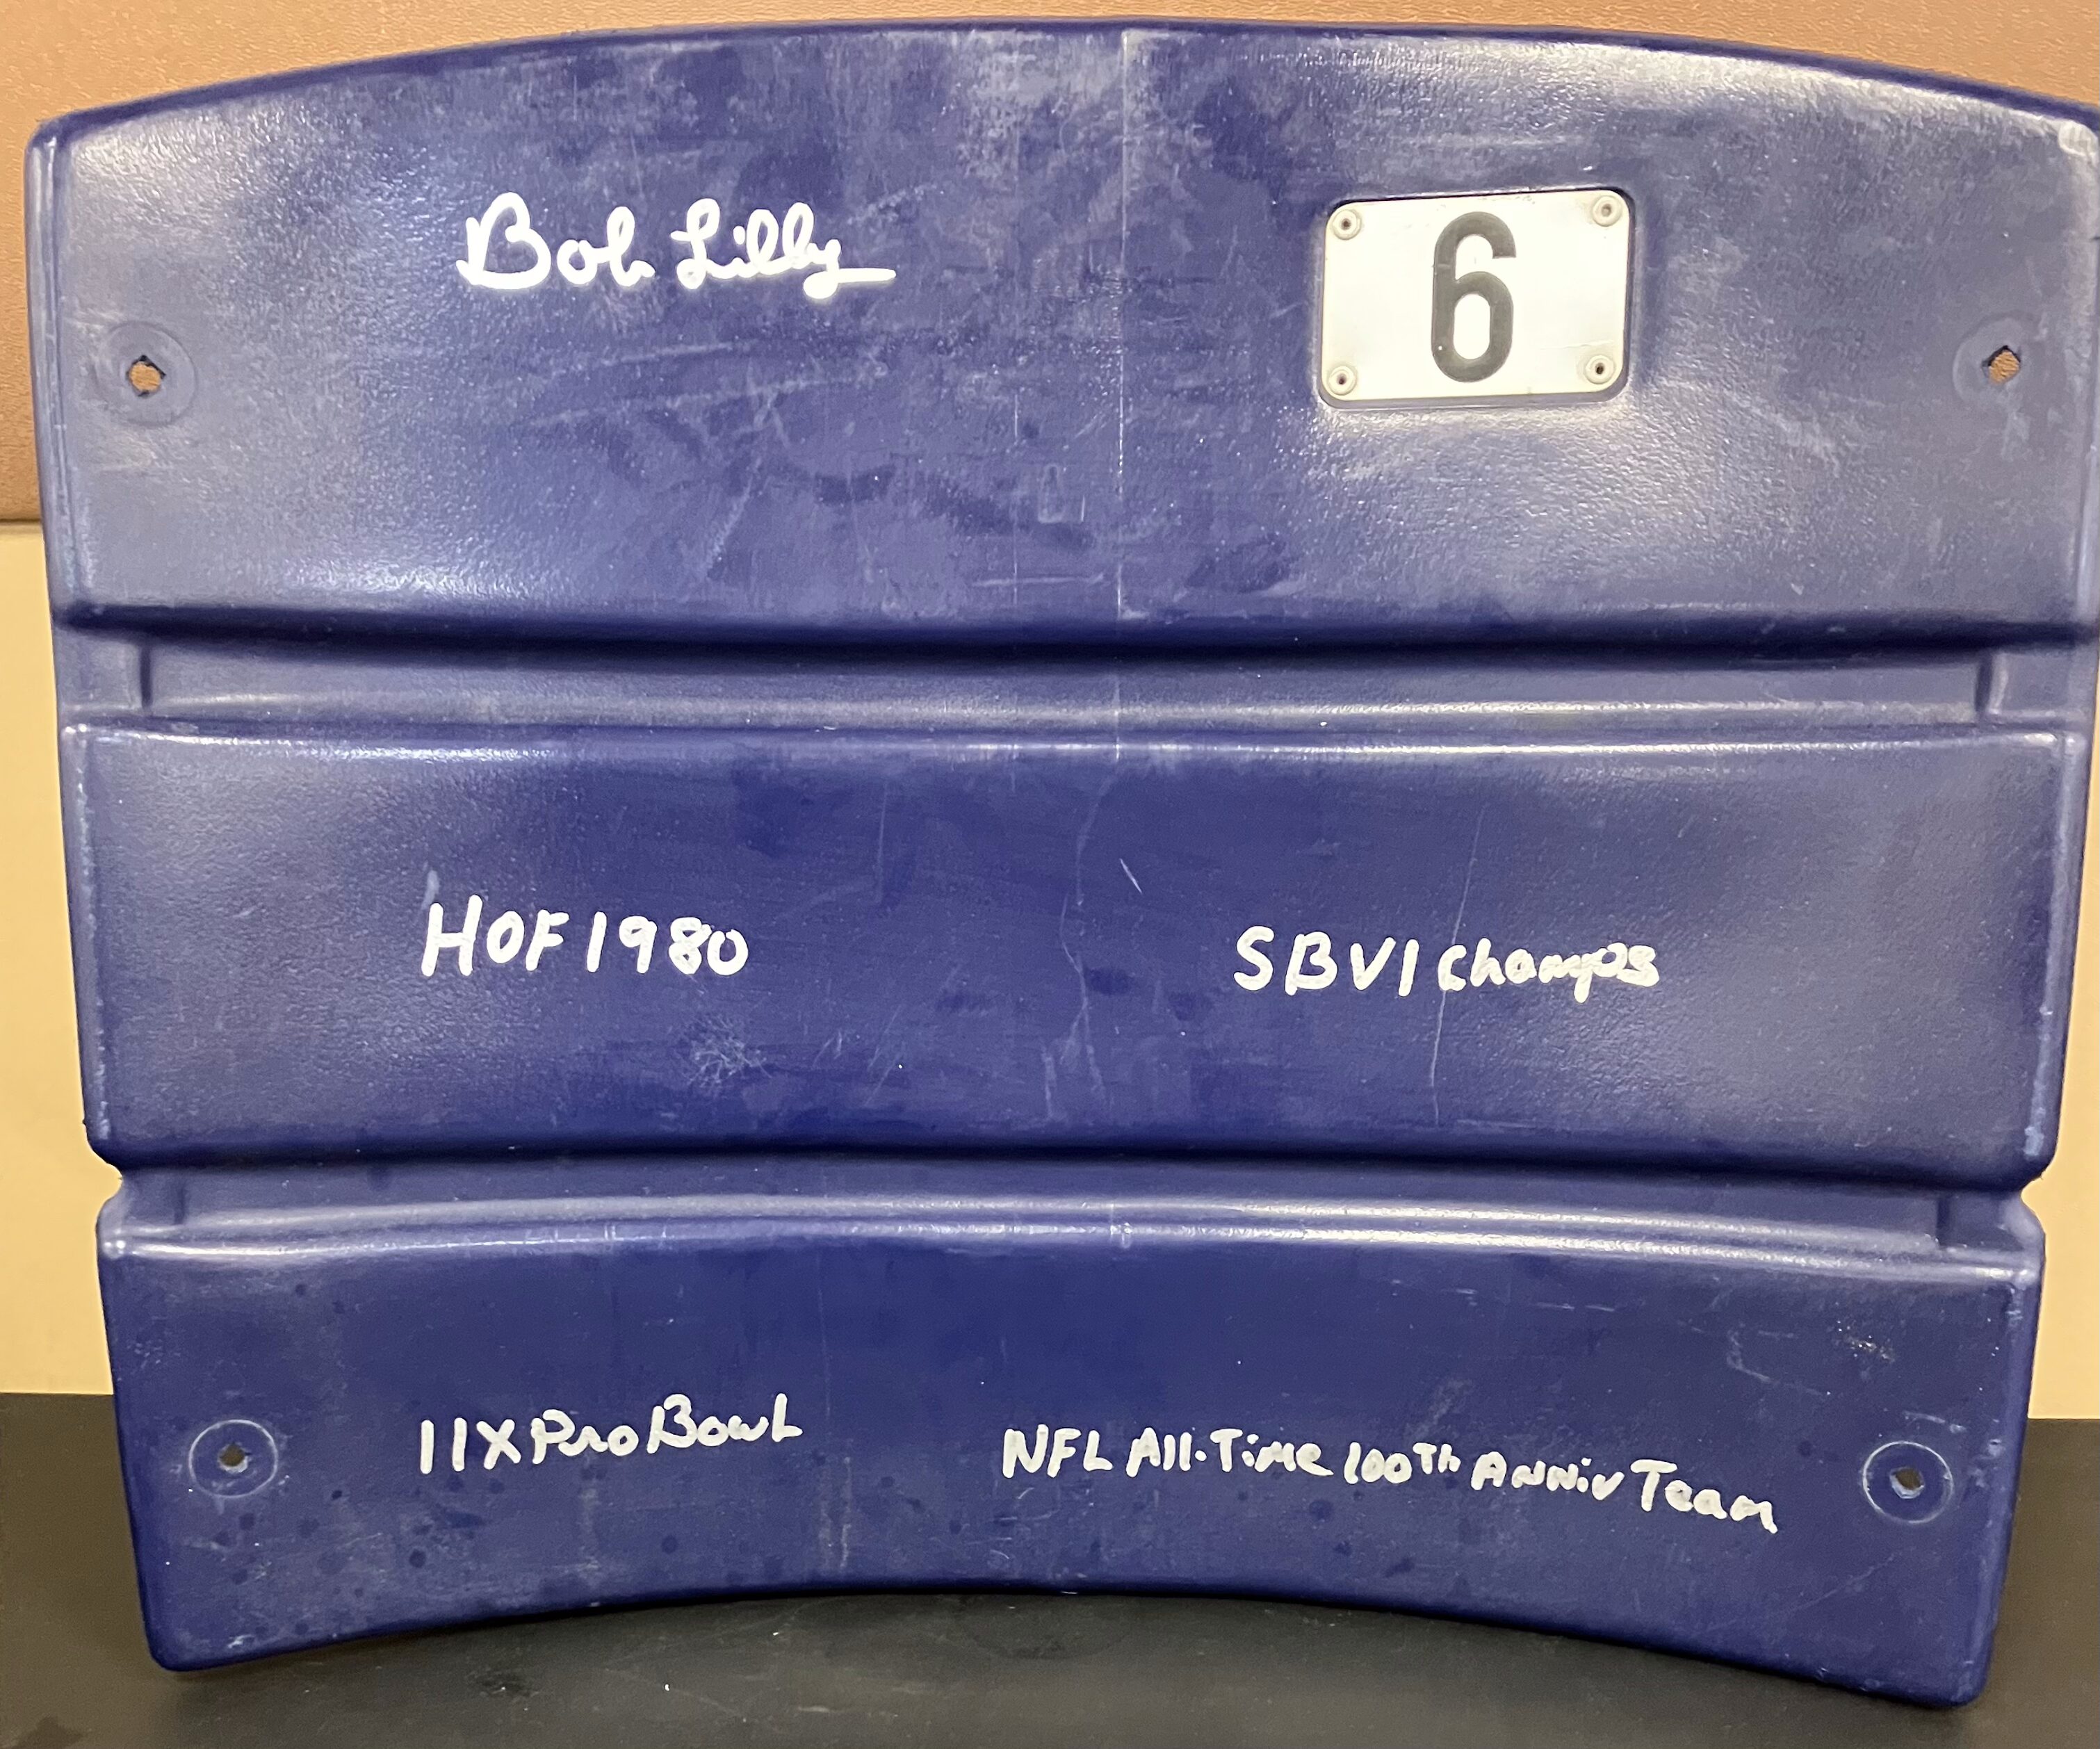 Bob Lilly
6
HOF 1980
SBVI Champs
11X Pro Bowl
NFL All-Time 100Th Anniv Team